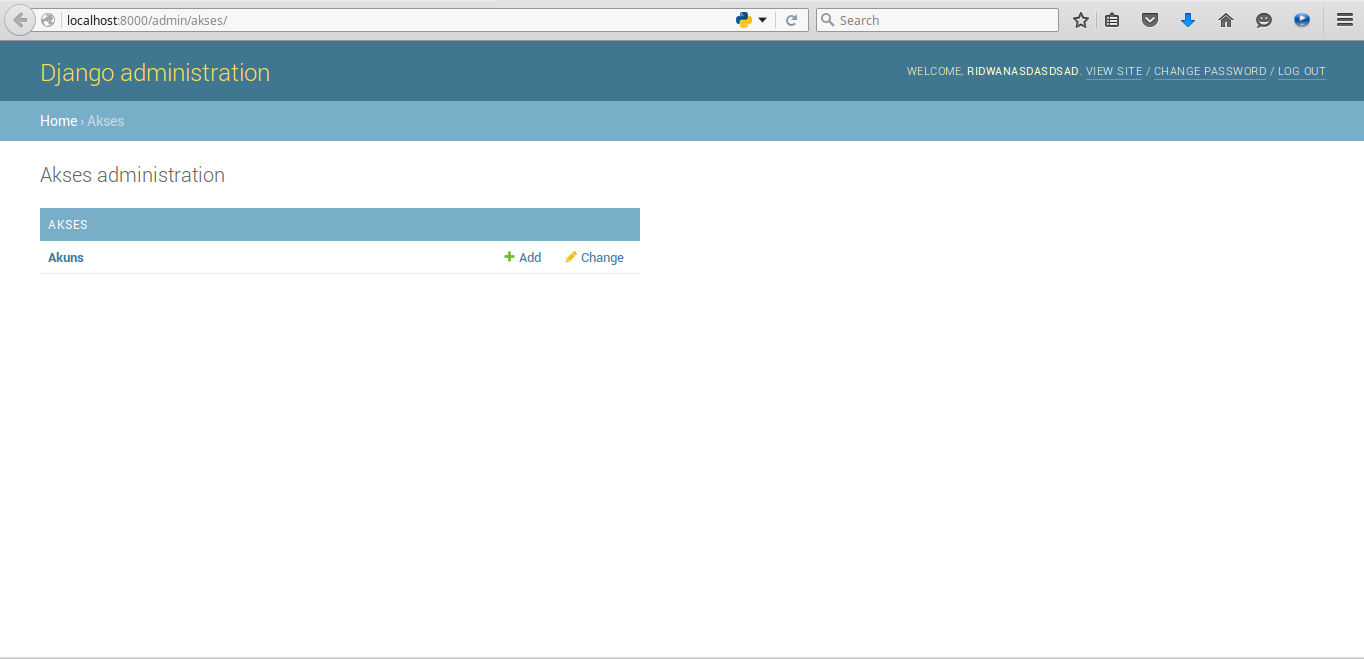 localhost:8000/admin/akses/ Search
Django administration WELCOME, RIDWANASDASDSAD. VIEW SITE / CHANGE PASSWORD / LOG OUT
Home › Akses
Akses administration
AKSES
Akuns Add Change